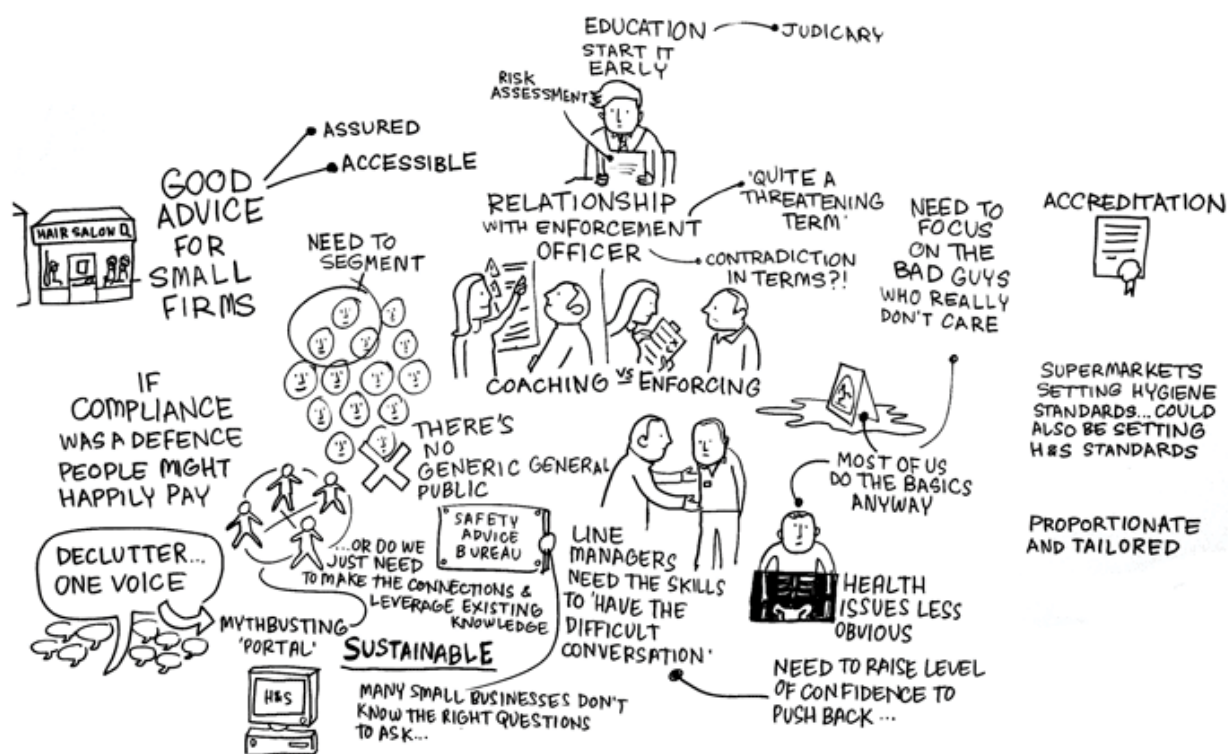 EDUCATION
START IT
EARLY
JUDICARY
RISK
ASSESSMENT
ASSURED
ACCESSIBLE
GOOD
ADVICE
FOR
SMALL
FIRMS
HAIR SALON
NEED TO
SEGMENT
RELATIONSHIP
WITH ENFORCEMENT
OFFICER
'QUITE A
THREATENING
TERM'
CONTRADICTION
IN TERMS?!
COACHING VS ENFORCING
NEED TO
FOCUS
ON THE
BAD GUYS
WHO REALLY
DON'T CARE
ACCREDITATION
SUPERMARKETS
SETTING HYGIENE
STANDARDS... COULD
ALSO BE SETTING
H&S STANDARDS
PROPORTIONATE
AND TAILORED
IF
COMPLIANCE
WAS A DEFENCE
PEOPLE MIGHT
HAPPILY PAY
THERE'S
NO
GENERIC GENERAL
PUBLIC
MOST OF US
DO THE BASICS
ANYWAY
DECLUTTER...
ONE VOICE
...OR DO WE
JUST NEED
TO MAKE THE CONNECTIONS &
LEVERAGE EXISTING
KNOWLEDGE
SAFETY
ADVICE
BUREAU
LINE
MANAGERS
NEED THE SKILLS
TO 'HAVE THE
DIFFICULT
CONVERSATION'
HEALTH
ISSUES LESS
OBVIOUS
MYTHBUSTING
'PORTAL'
SUSTAINABLE
H&S
MANY SMALL BUSINESSES DON'T
KNOW THE RIGHT QUESTIONS
TO ASK...
NEED TO RAISE LEVEL
OF CONFIDENCE TO
PUSH BACK...